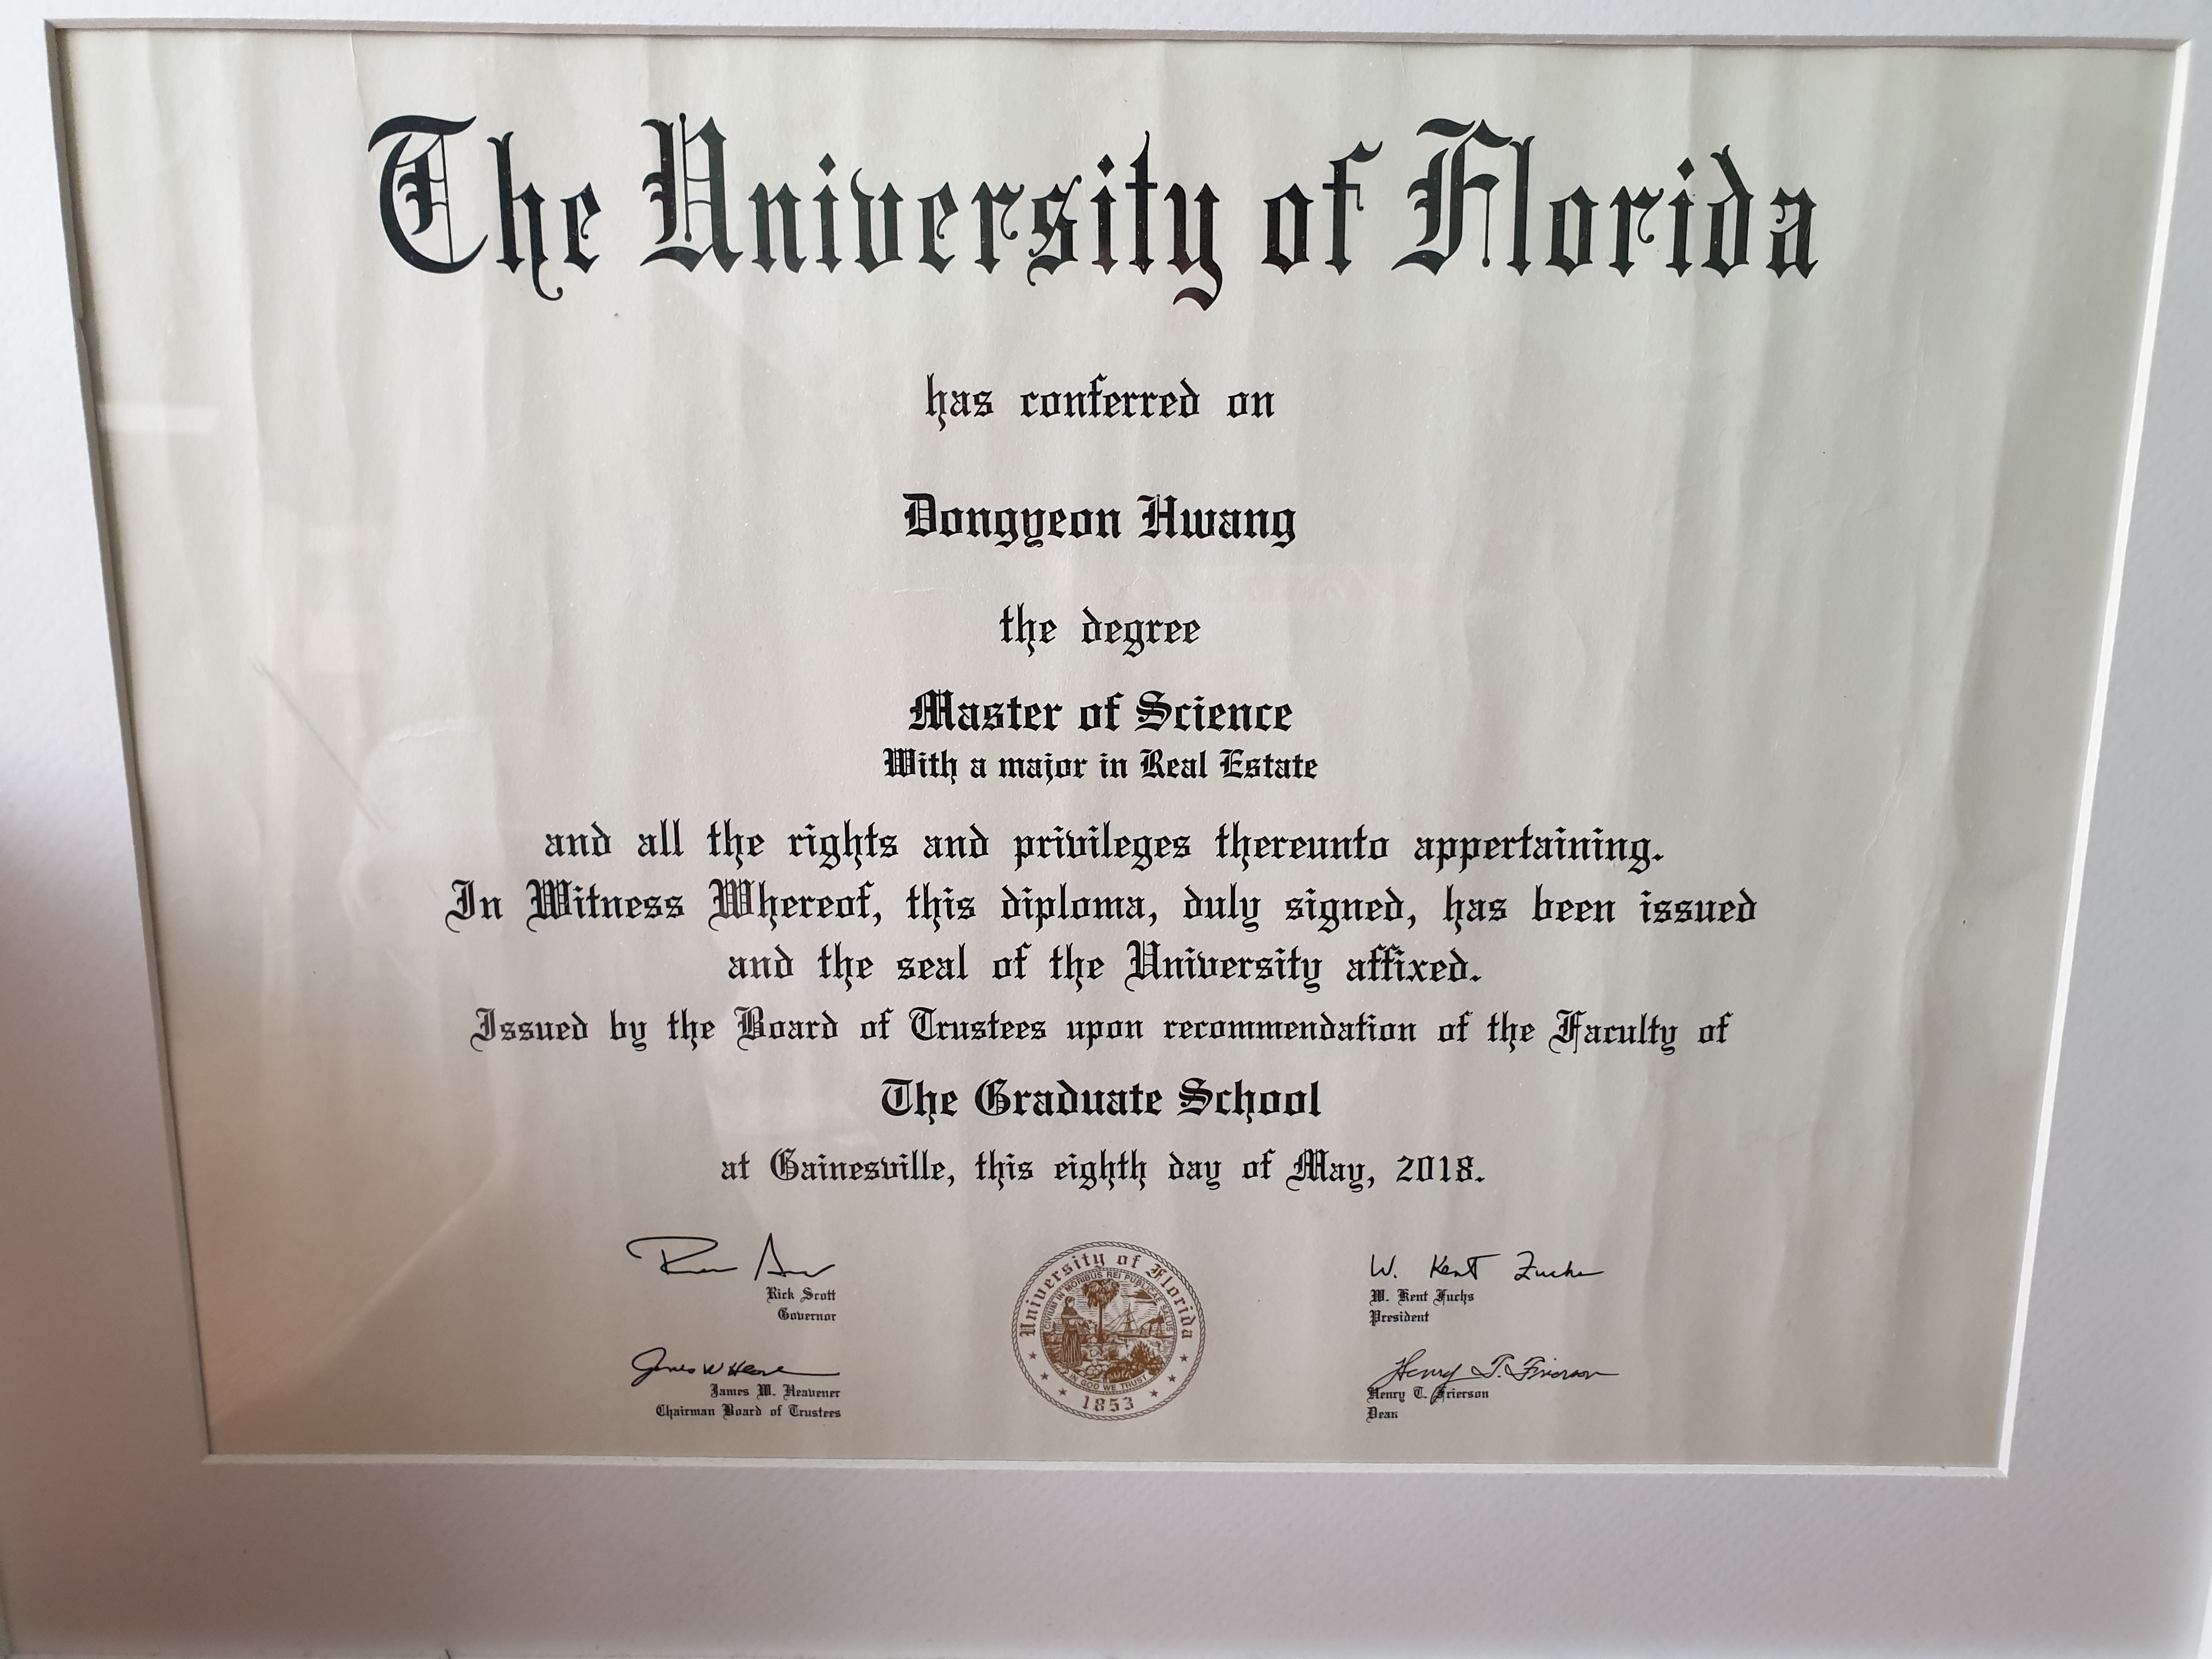 The University of Florida
has conferred on
Dongyeon Hwang
the degree
Master of Science
With a major in Real Estate
and all the rights and privileges thereunto appertaining.
In Witness Whereof, this diploma, duly signed, has been issued
and the seal of the University affixed.
Issued by the Board of Trustees upon recommendation of the Faculty of
The Graduate School
at Gainesville, this eighth day of May, 2018.
Rick Scott
Governor
James W. Heavener
Chairman Board of Trustees
University of Florida
CIVIUM IN MORIBUS REI PUBLICAE SALUS
IN GOD WE TRUST
1853
W. Kent Fuchs
W. Kent Fuchs
President
Henry T. Frierson
Henry T. Frierson
Dean